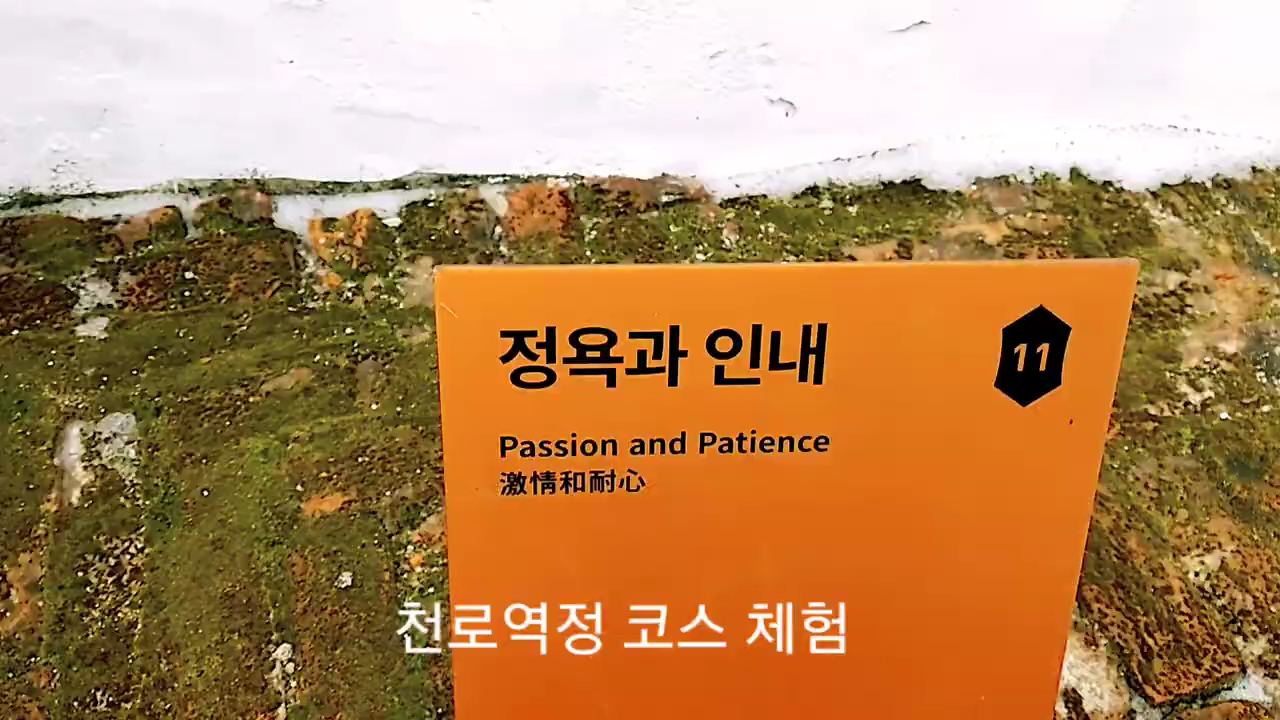 정욕과 인내
11
Passion and Patience
激情和耐心
천로역정 코스 체험